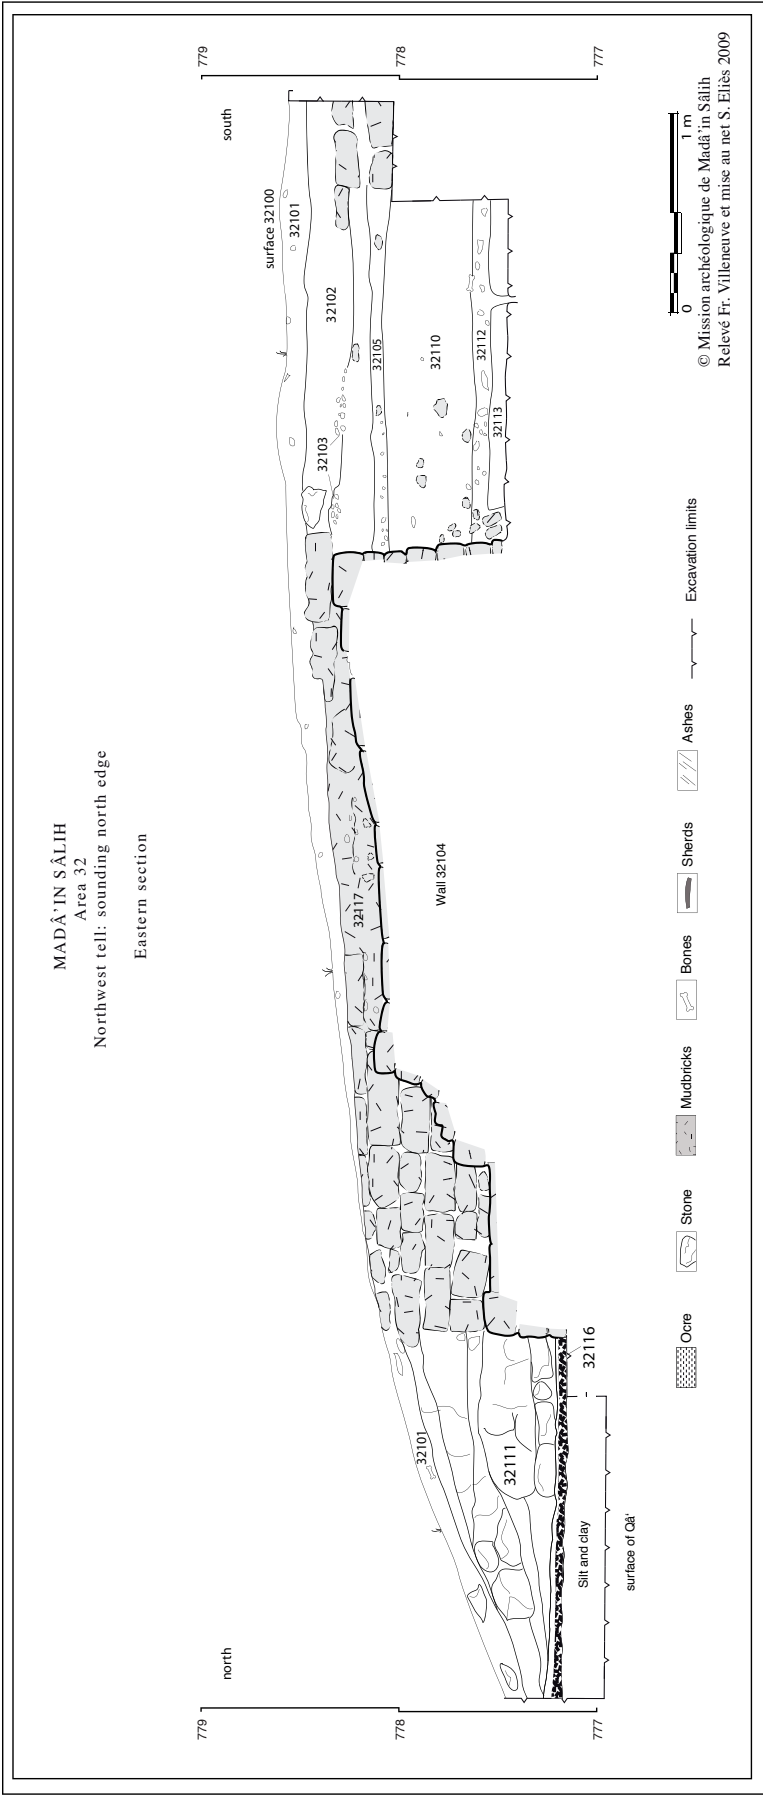 MADÂ'IN SÂLIH
Area 32
Northwest tell: sounding north edge
Eastern section
779
778
777
north
south
779
778
777
surface 32100
32101
32102
32103
32105
32110
32112
32113
32117
Wall 32104
32101
32111
32116
Silt and clay
surface of Qâ'
Ocre
Stone
Mudbricks
Bones
Sherds
Ashes
Excavation limits
0
1 m
© Mission archéologique de Madâ'in Sâlih
Relevé Fr. Villeneuve et mise au net S. Eliès 2009